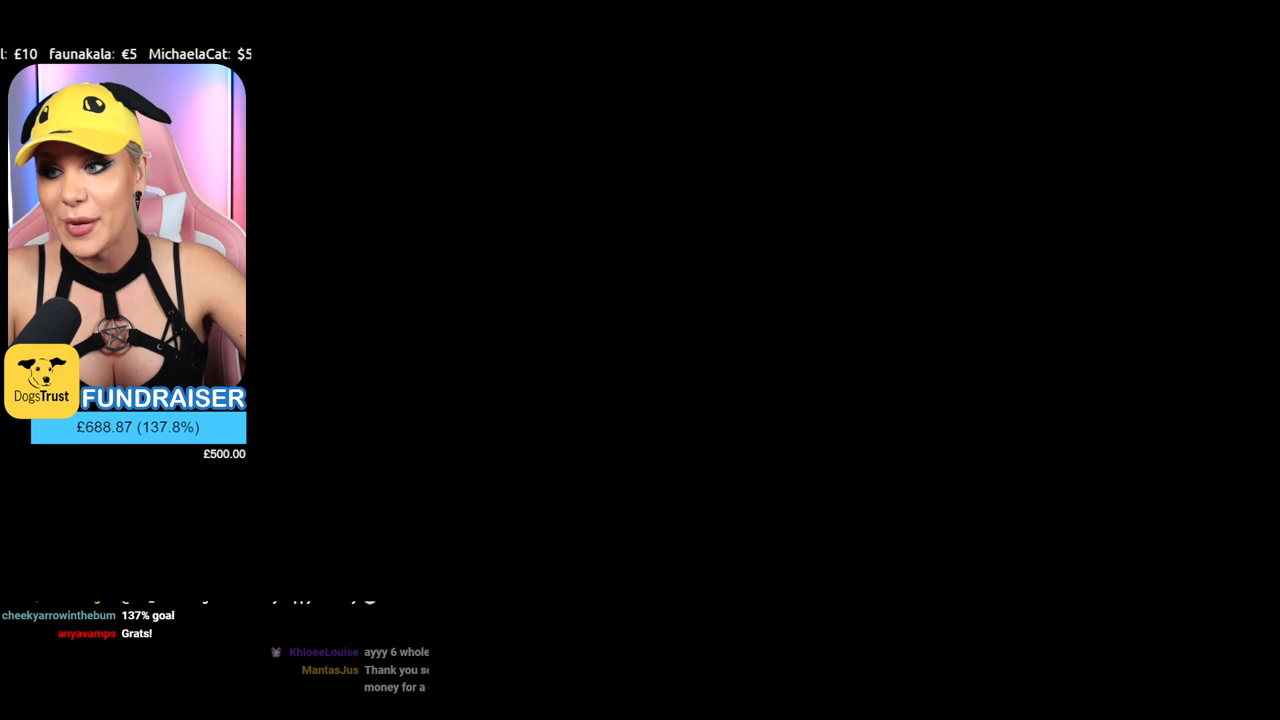 l: £10 faunakala: €5 MichaelaCat: $5
DogsTrust
FUNDRAISER
£688.87 (137.8%)
£500.00
cheekyarrowinthebum 137% goal
anyavamps Grats!
KhloeeLouise ayyy 6 whole
MantasJus Thank you s
money for a